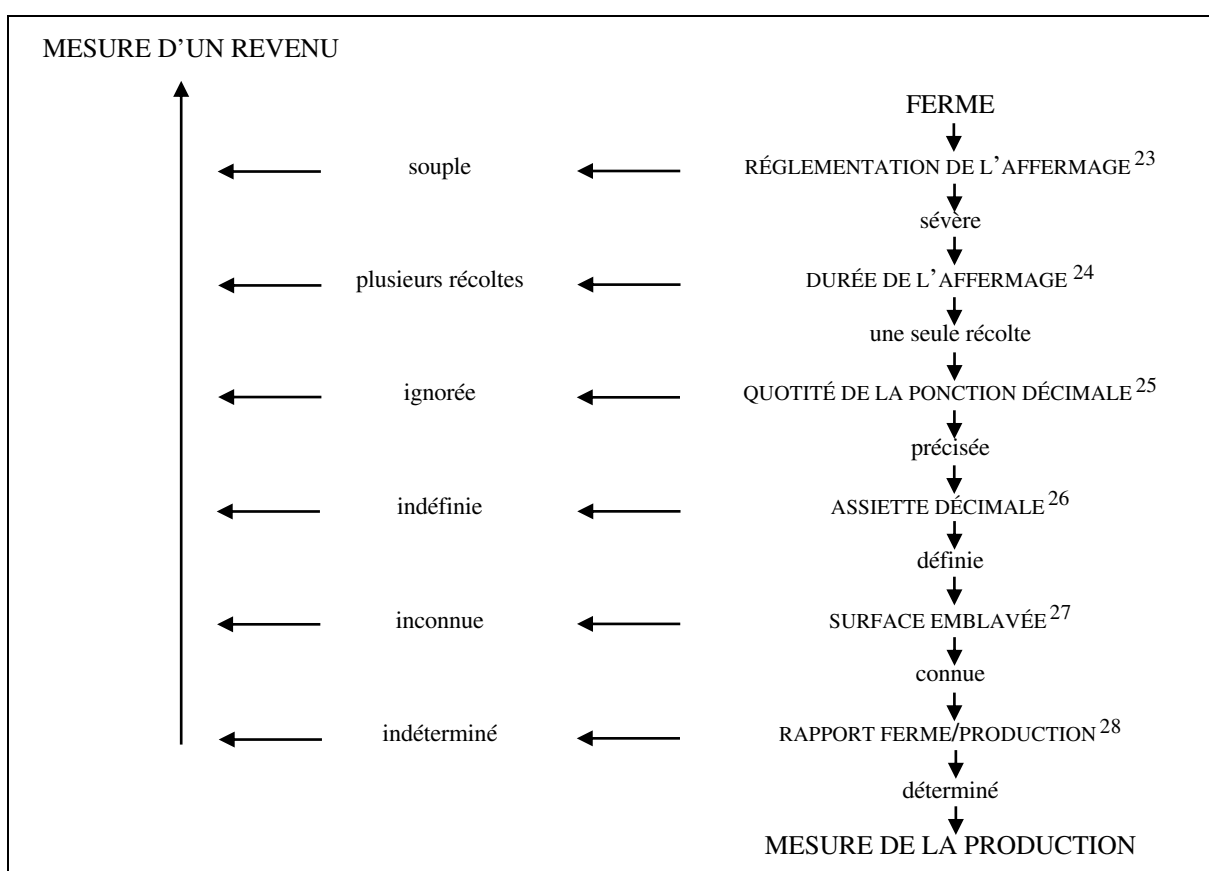 MESURE D’UN REVENU
FERME
souple RÉGLEMENTATION DE L’AFFERMAGE 23
sévère
plusieurs récoltes DURÉE DE L’AFFERMAGE 24
une seule récolte
ignorée QUOTITÉ DE LA PONCTION DÉCIMALE 25
précisée
indéfinie ASSIETTE DÉCIMALE 26
définie
inconnue SURFACE EMBLAVÉE 27
connue
indéterminé RAPPORT FERME/PRODUCTION 28
déterminé
MESURE DE LA PRODUCTION